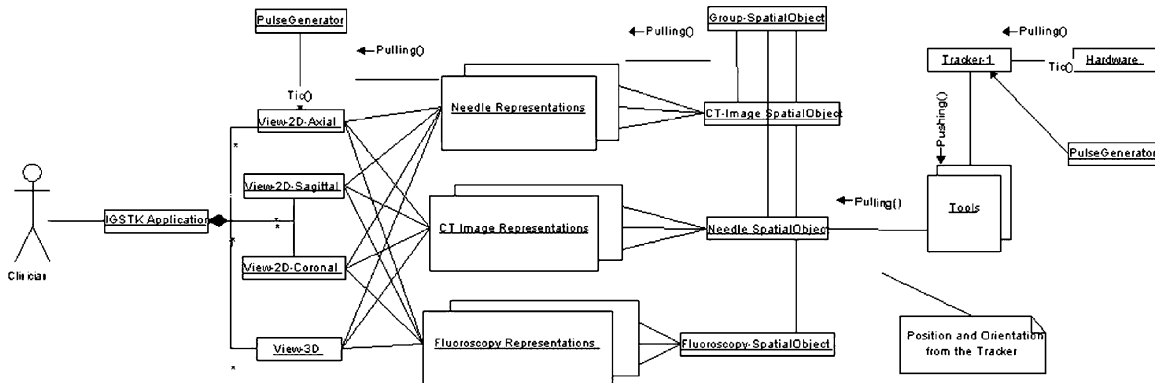 PulseGenerator
Pulling()
Pulling()
Group-SpatialObject
Pulling()
Tracker-1
Tic()
Hardware
Tic()
Needle Representations
CT-Image SpatialObject
Pushing()
View-2D-Axial
*
PulseGenerator
View-2D-Sagittal
Pulling()
Tools
IGSTK Application
*
*
CT Image Representations
Needle SpatialObject
*
*
View-2D-Coronal
Clinician
View-3D
Fluoroscopy Representations
Fluoroscopy-SpatialObject
Position and Orientation
from the Tracker
*